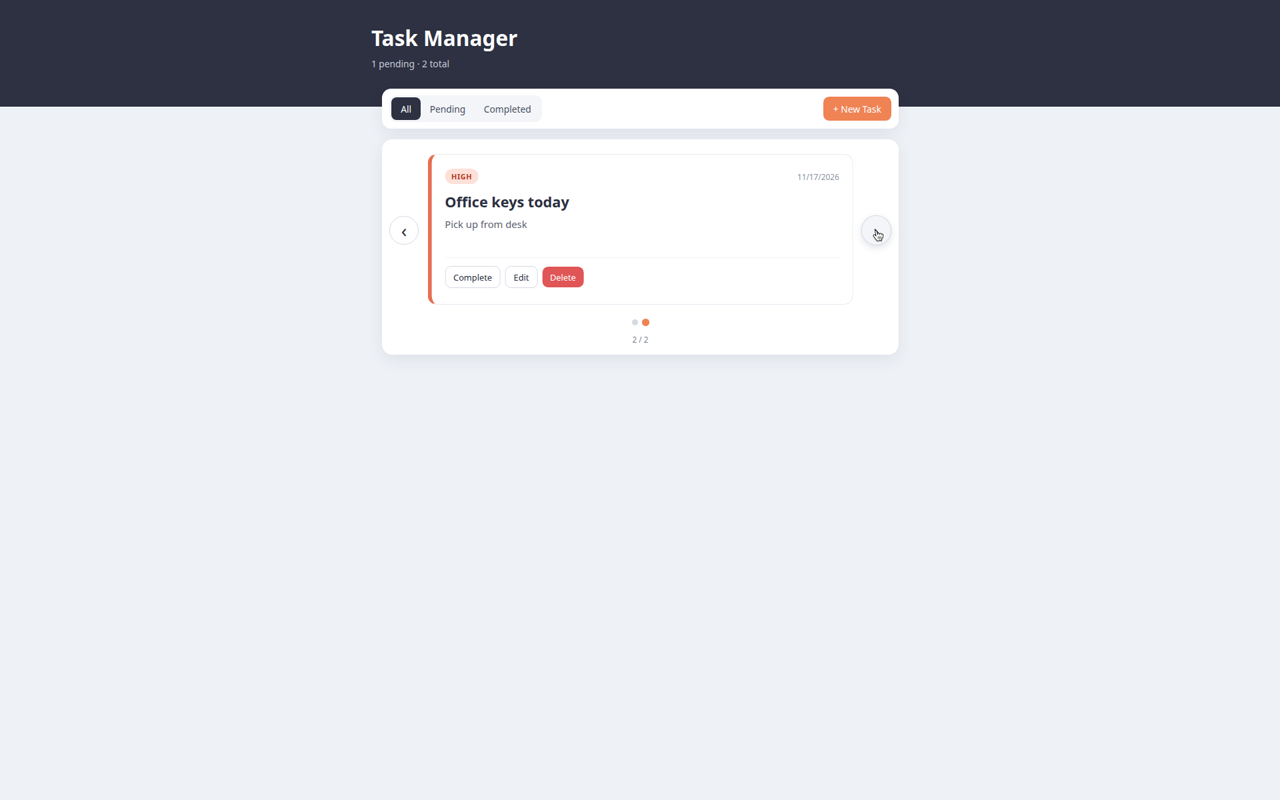 Task Manager
1 pending · 2 total
All Pending Completed + New Task
HIGH 11/17/2026
Office keys today
Pick up from desk
‹
Complete Edit Delete
2 / 2